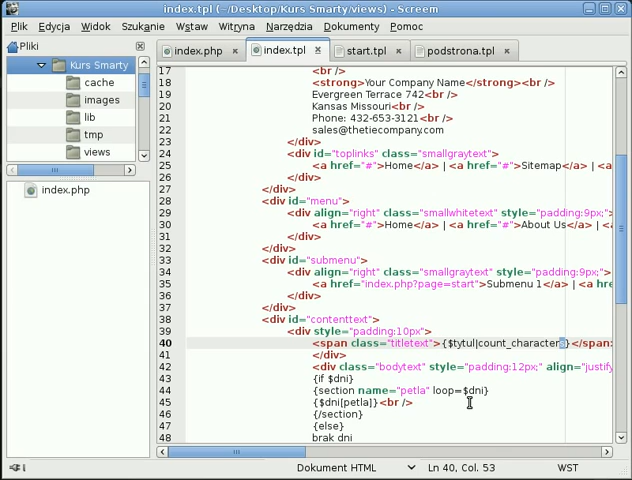 index.tpl (~/Desktop/Kurs Smarty/views) - Screem
Plik Edycja Widok Szukanie Wstaw Witryna Narzędzia Dokumenty Pomoc
Pliki
Kurs Smarty
cache
images
lib
tmp
views
index.php
index.php index.tpl start.tpl podstrona.tpl
17 <br />
18 <strong>Your Company Name</strong><br />
19 Evergreen Terrace 742<br />
20 Kansas Missouri<br />
21 Phone: 432-653-3121<br />
22 sales@thetiecompany.com
23 </div>
24 <div id="toplinks" class="smallgraytext">
25 <a href="#">Home</a> | <a href="#">Sitemap</a> | <a
26 </div>
27 </div>
28 <div id="menu">
29 <div align="right" class="smallwhitetext" style="padding:9px;">
30 <a href="#">Home</a> | <a href="#">About Us</a> | <a
31 </div>
32 </div>
33 <div id="submenu">
34 <div align="right" class="smallgraytext" style="padding:9px;">
35 <a href="index.php?page=start">Submenu 1</a> | <a
36 </div>
37 </div>
38 <div id="contenttext">
39 <div style="padding:10px">
40 <span class="titletext">{$tytul|count_characters}</span>
41 </div>
42 <div class="bodytext" style="padding:12px;" align="justify
43 {if $dni}
44 {section name="petla" loop=$dni}
45 {$dni[petla]}<br />
46 {/section}
47 {else}
48 brak dni
Dokument HTML Ln 40, Col. 53 WST